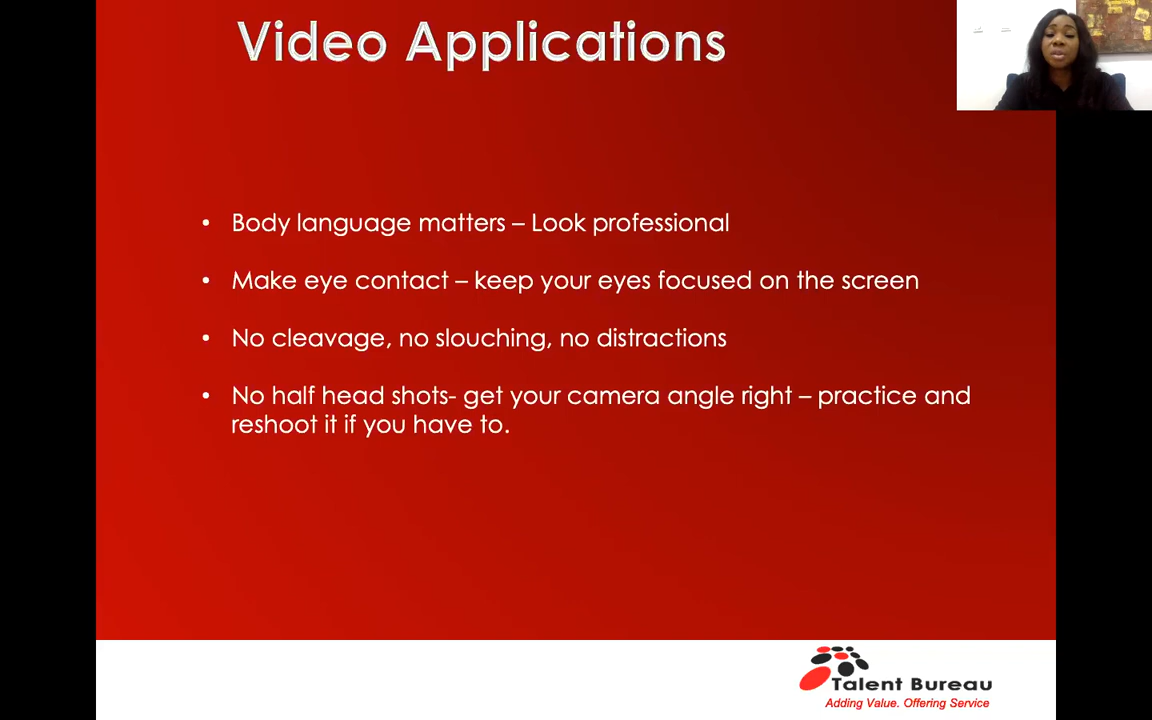 Video Applications
• Body language matters – Look professional
• Make eye contact – keep your eyes focused on the screen
• No cleavage, no slouching, no distractions
• No half head shots- get your camera angle right – practice and
reshoot it if you have to.
Talent Bureau
Adding Value. Offering Service